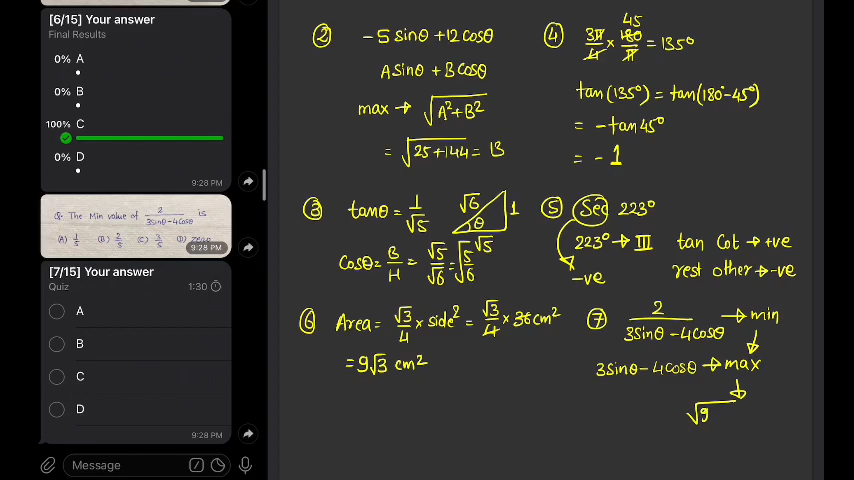 [6/15] Your answer
Final Results
0% A
0% B
100% C
0% D
9:28 PM
Q. The Min value of 2/(3sinθ-4cosθ) is
(A) 1/5 (B) 2/5 (C) 3/5 (D) zero
9:28 PM
[7/15] Your answer
Quiz 1:30
A
B
C
D
9:28 PM
Message
② -5 sinθ +12 cosθ
A sinθ + B cosθ
max → √(A²+B²)
= √(25+144) = 13
③ tanθ = 1/√5 √6 1 θ √5
Cosθ = B/H = √5/√6 = √(5/6)
⑥ Area = √3/4 × side² = √3/4 × 36 cm²
= 9√3 cm²
④ 3π/4 × 180/π = 135° 45
tan(135°) = tan(180°-45°)
= -tan 45°
= -1
⑤ Sec 223°
223° → III tan Cot → +ve
-ve rest other → -ve
⑦ 2/(3sinθ-4cosθ) → min
3sinθ-4cosθ → max
√9